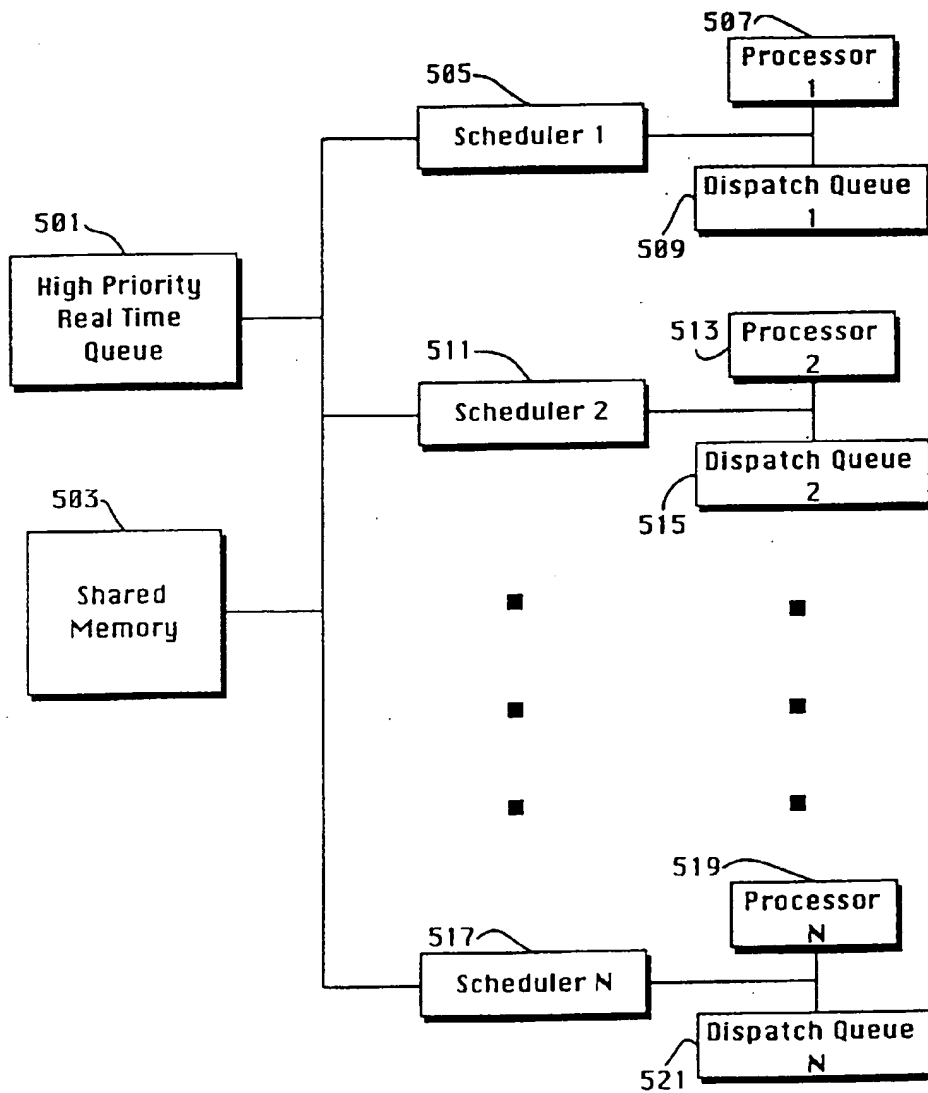 507
Processor
1
505
Scheduler 1
Dispatch Queue
1
509
501
High Priority
Real Time
Queue
513
Processor
2
511
Scheduler 2
Dispatch Queue
2
515
503
Shared
Memory
519
Processor
N
517
Scheduler N
Dispatch Queue
N
521